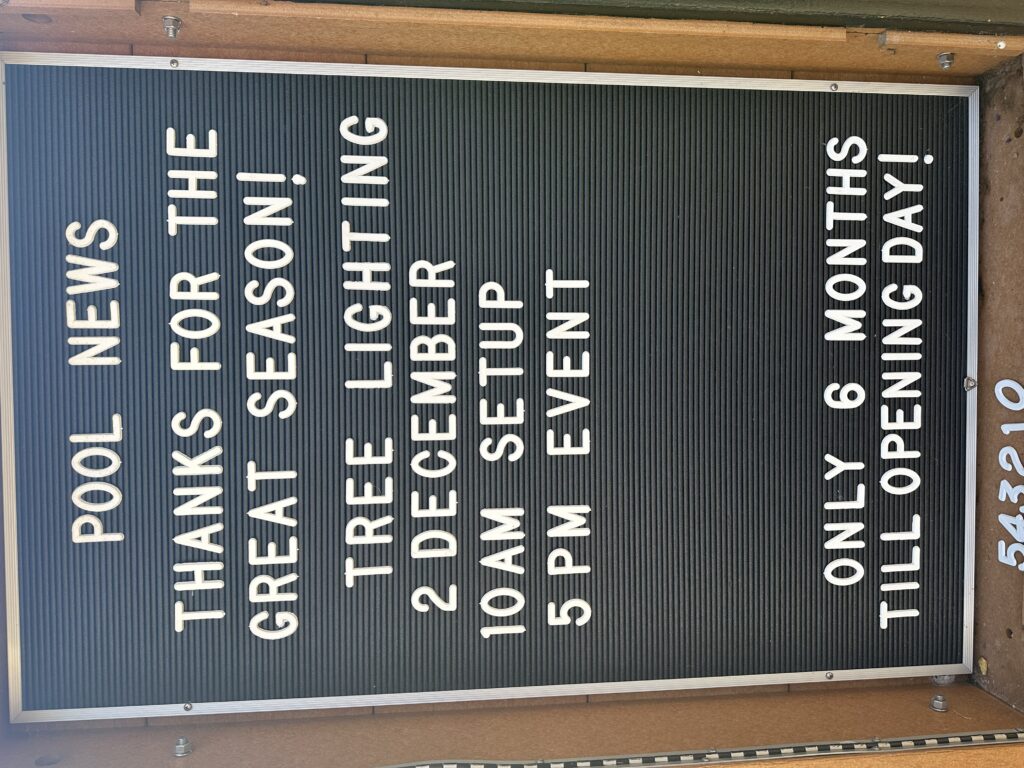 POOL NEWS
THANKS FOR THE
GREAT SEASON!
TREE LIGHTING
2 DECEMBER
10AM SETUP
5PM EVENT
ONLY 6 MONTHS
TILL OPENING DAY!
543210